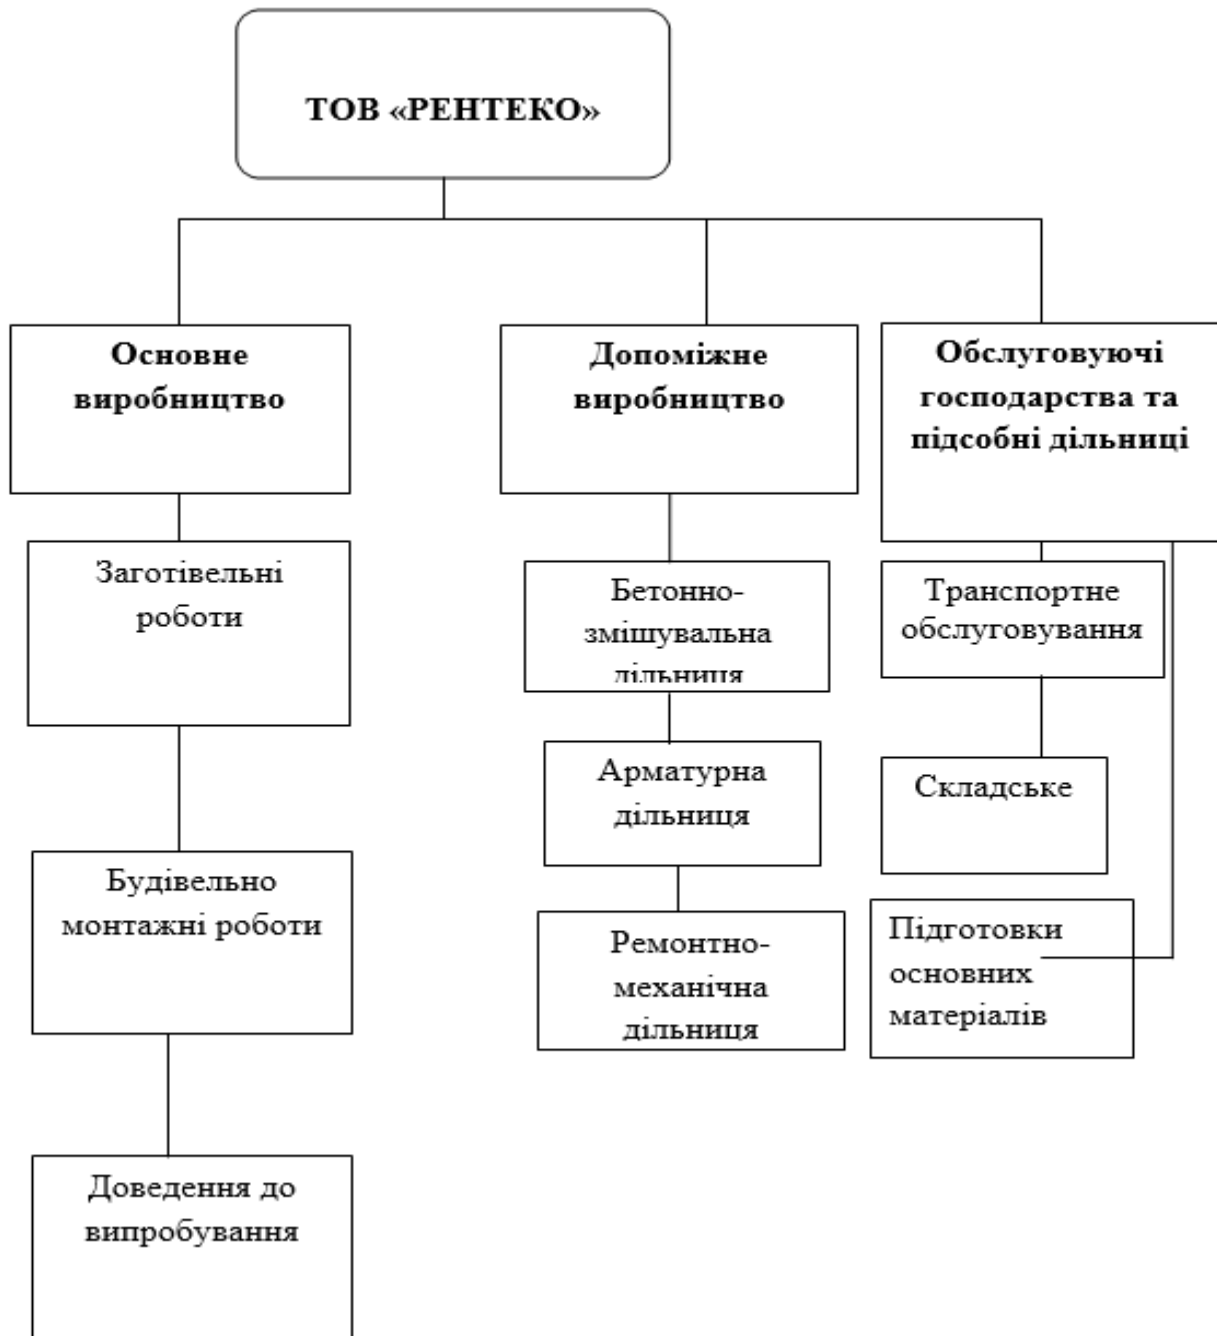 ТОВ «РЕНТЕКО»
Основне
виробництво
Заготівельні
роботи
Будівельно
монтажні роботи
Доведення до
випробування
Допоміжне
виробництво
Бетонно-
змішувальна
дільниця
Арматурна
дільниця
Ремонтно-
механічна
дільниця
Обслуговуючі
господарства та
підсобні дільниці
Транспортне
обслуговування
Складське
Підготовки
основних
матеріалів